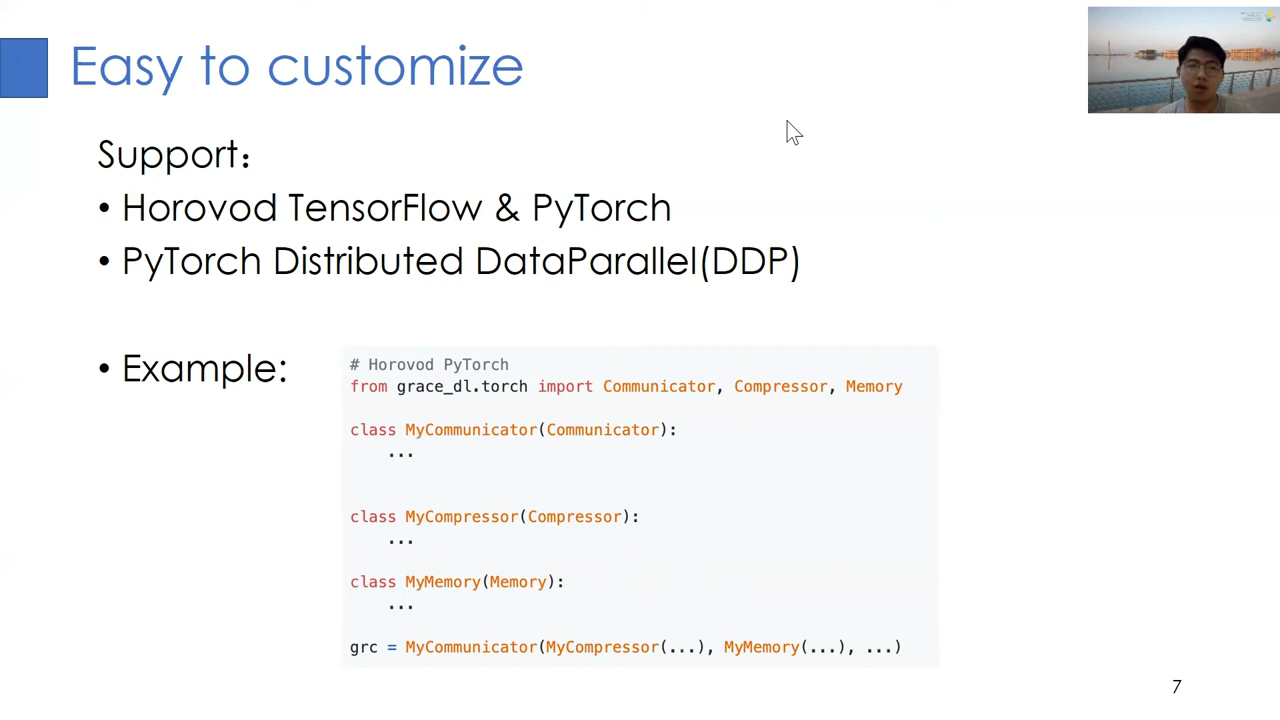 Easy to customize
Support：
• Horovod TensorFlow & PyTorch
• PyTorch Distributed DataParallel(DDP)
• Example:
# Horovod PyTorch
from grace_dl.torch import Communicator, Compressor, Memory
class MyCommunicator(Communicator):
...
class MyCompressor(Compressor):
...
class MyMemory(Memory):
...
grc = MyCommunicator(MyCompressor(...), MyMemory(...), ...)
7